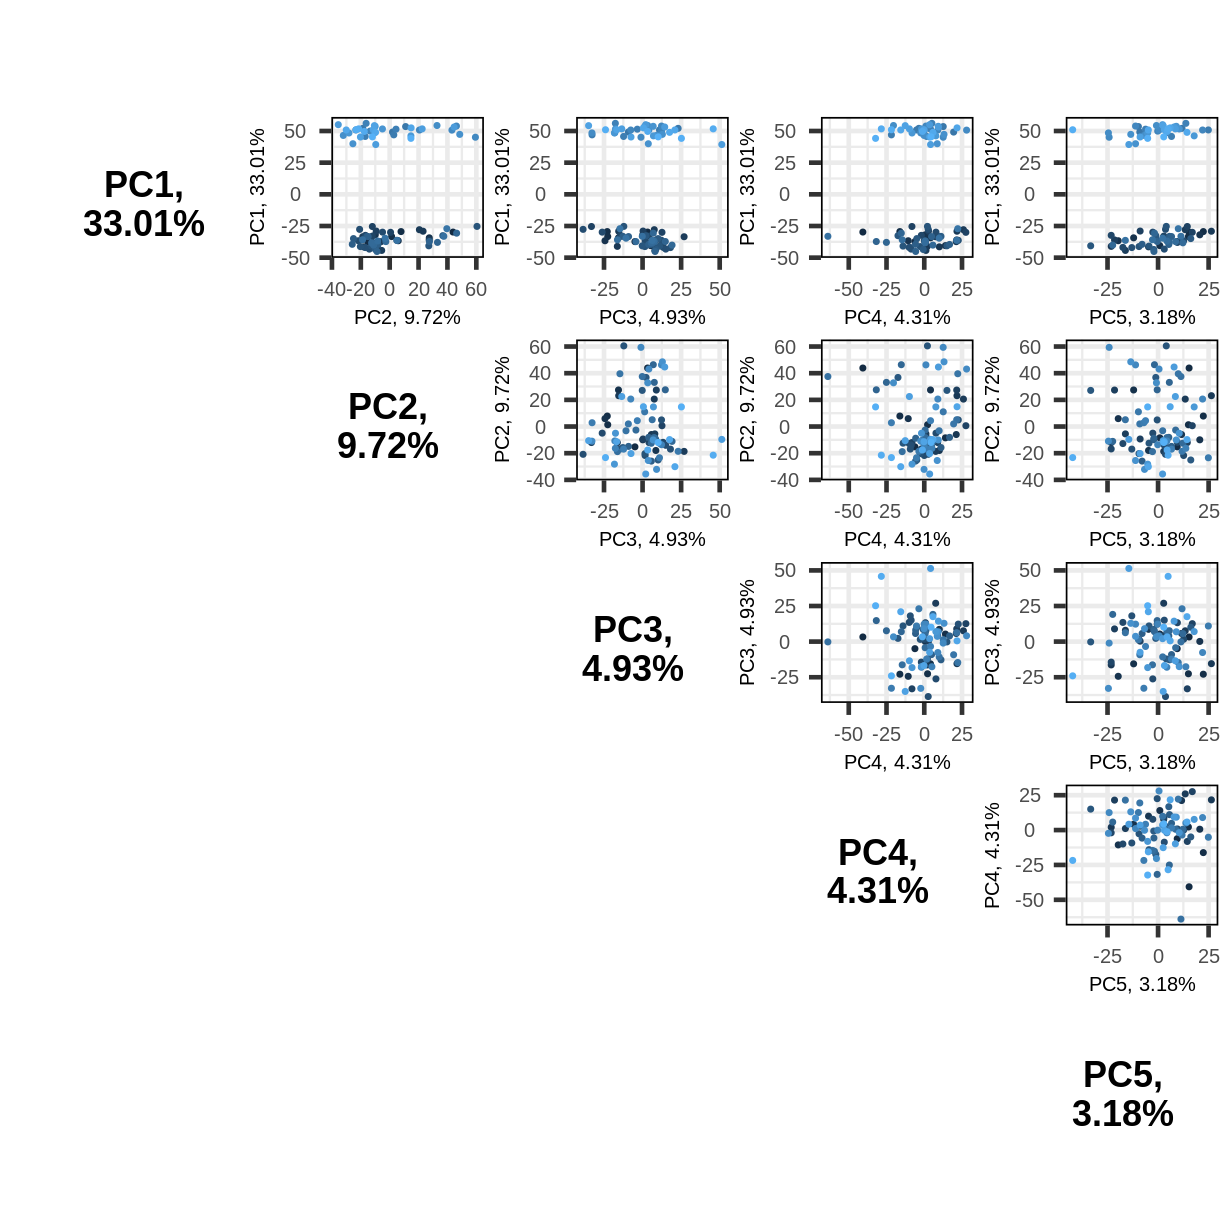 PC1,
33.01%
PC1, 33.01%
50
25
0
-25
-50
-40 -20 0 20 40 60
PC2, 9.72%
PC1, 33.01%
50
25
0
-25
-50
-25 0 25 50
PC3, 4.93%
PC1, 33.01%
50
25
0
-25
-50
-50 -25 0 25
PC4, 4.31%
PC1, 33.01%
50
25
0
-25
-50
-25 0 25
PC5, 3.18%
PC2,
9.72%
PC2, 9.72%
60
40
20
0
-20
-40
-25 0 25 50
PC3, 4.93%
PC2, 9.72%
60
40
20
0
-20
-40
-50 -25 0 25
PC4, 4.31%
PC2, 9.72%
60
40
20
0
-20
-40
-25 0 25
PC5, 3.18%
PC3,
4.93%
PC3, 4.93%
50
25
0
-25
-50 -25 0 25
PC4, 4.31%
PC3, 4.93%
50
25
0
-25
-25 0 25
PC5, 3.18%
PC4,
4.31%
PC4, 4.31%
25
0
-25
-50
-25 0 25
PC5, 3.18%
PC5,
3.18%